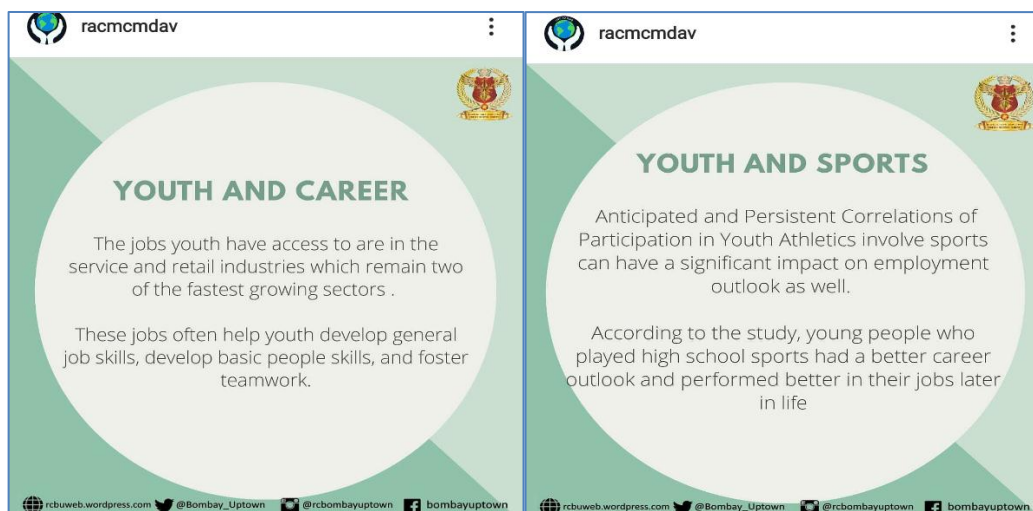 racmcmdav
YOUTH AND CAREER
The jobs youth have access to are in the
service and retail industries which remain two
of the fastest growing sectors .
These jobs often help youth develop general
job skills, develop basic people skills, and foster
teamwork.
rcbuweb.wordpress.com @Bombay_Uptown @rcbombayuptown bombayuptown
racmcmdav
YOUTH AND SPORTS
Anticipated and Persistent Correlations of
Participation in Youth Athletics involve sports
can have a significant impact on employment
outlook as well.
According to the study, young people who
played high school sports had a better career
outlook and performed better in their jobs later
in life
rcbuweb.wordpress.com @Bombay_Uptown @rcbombayuptown bombayuptown